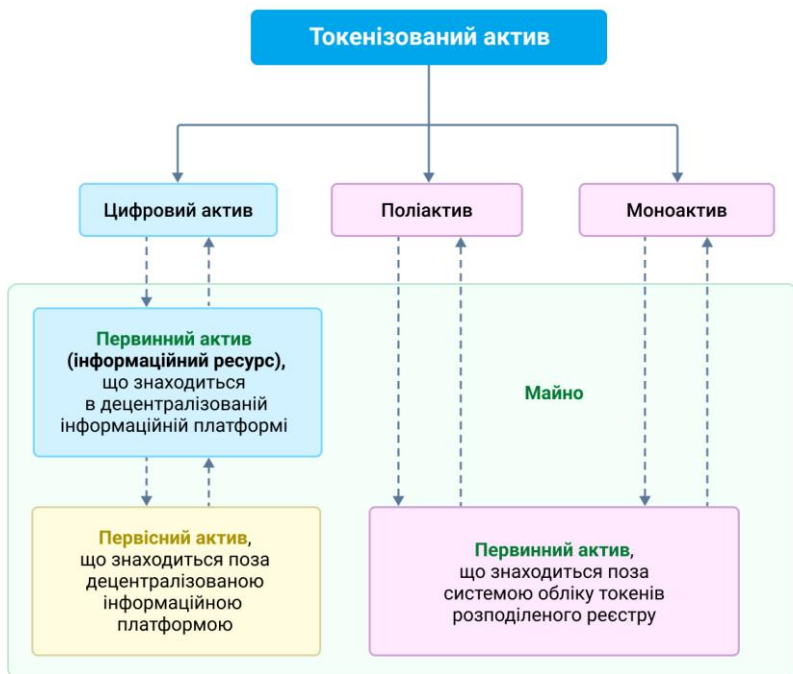 Токенізований актив
Цифровий актив
Поліактив
Моноактив
Первинний актив
(інформаційний ресурс),
що знаходиться
в децентралізованій
інформаційній платформі
Майно
Первісний актив,
що знаходиться поза
децентралізованою
інформаційною
платформою
Первинний актив,
що знаходиться поза
системою обліку токенів
розподіленого реєстру